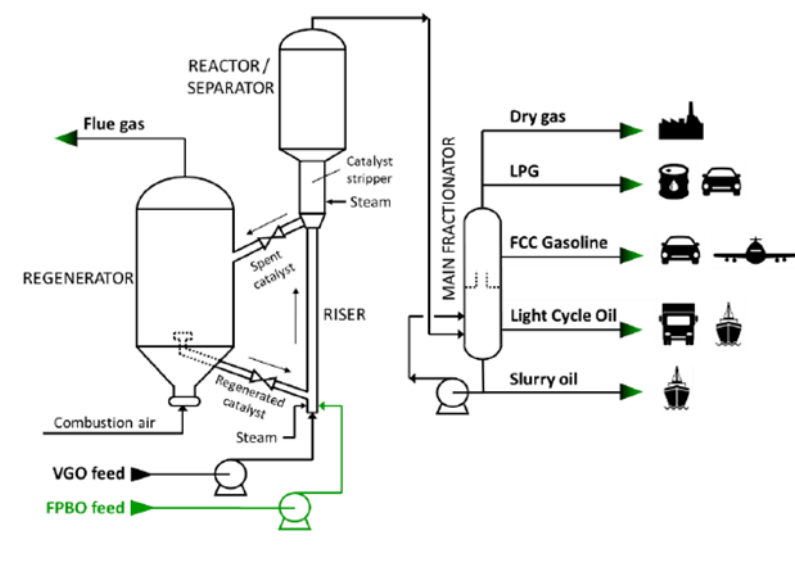 REACTOR/
SEPARATOR
Flue gas
Catalyst
stripper
Steam
REGENERATOR
Spent
catalyst
RISER
Regenerated
catalyst
Combustion air
Steam
VGO feed
FPBO feed
MAIN FRACTIONATOR
Dry gas
LPG
FCC Gasoline
Light Cycle Oil
Slurry oil